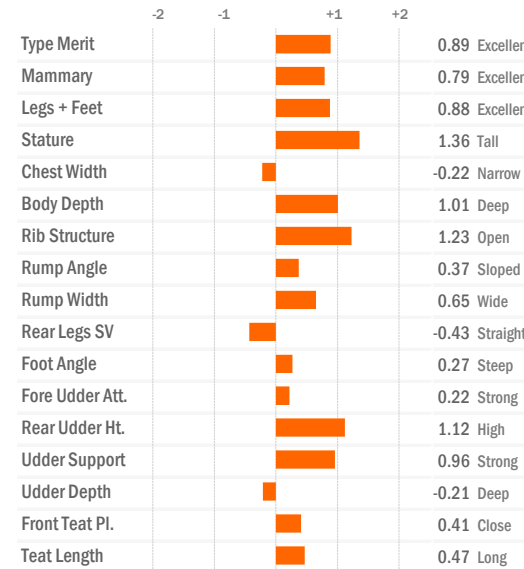 -2 -1 +1 +2
Type Merit 0.89 Excellen
Mammary 0.79 Excellen
Legs + Feet 0.88 Excellen
Stature 1.36 Tall
Chest Width -0.22 Narrow
Body Depth 1.01 Deep
Rib Structure 1.23 Open
Rump Angle 0.37 Sloped
Rump Width 0.65 Wide
Rear Legs SV -0.43 Straight
Foot Angle 0.27 Steep
Fore Udder Att. 0.22 Strong
Rear Udder Ht. 1.12 High
Udder Support 0.96 Strong
Udder Depth -0.21 Deep
Front Teat Pl. 0.41 Close
Teat Length 0.47 Long